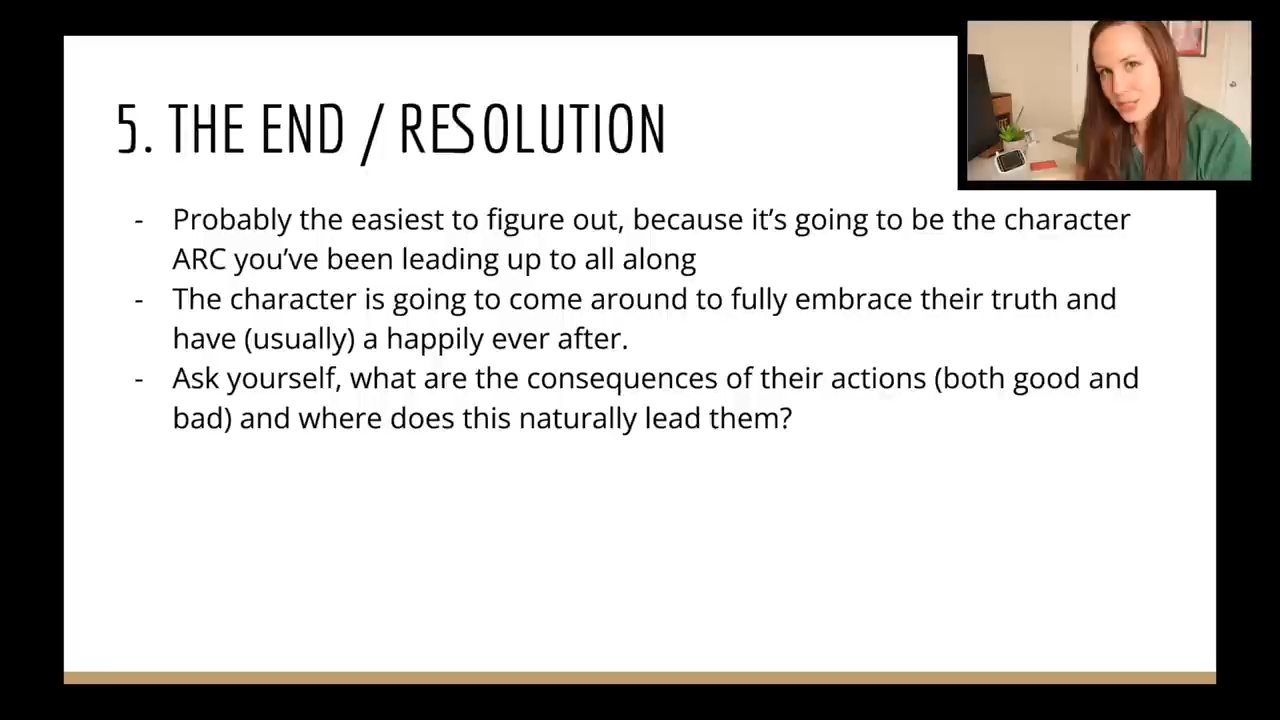 5. THE END / RESOLUTION
- Probably the easiest to figure out, because it's going to be the character
ARC you've been leading up to all along
- The character is going to come around to fully embrace their truth and
have (usually) a happily ever after.
- Ask yourself, what are the consequences of their actions (both good and
bad) and where does this naturally lead them?